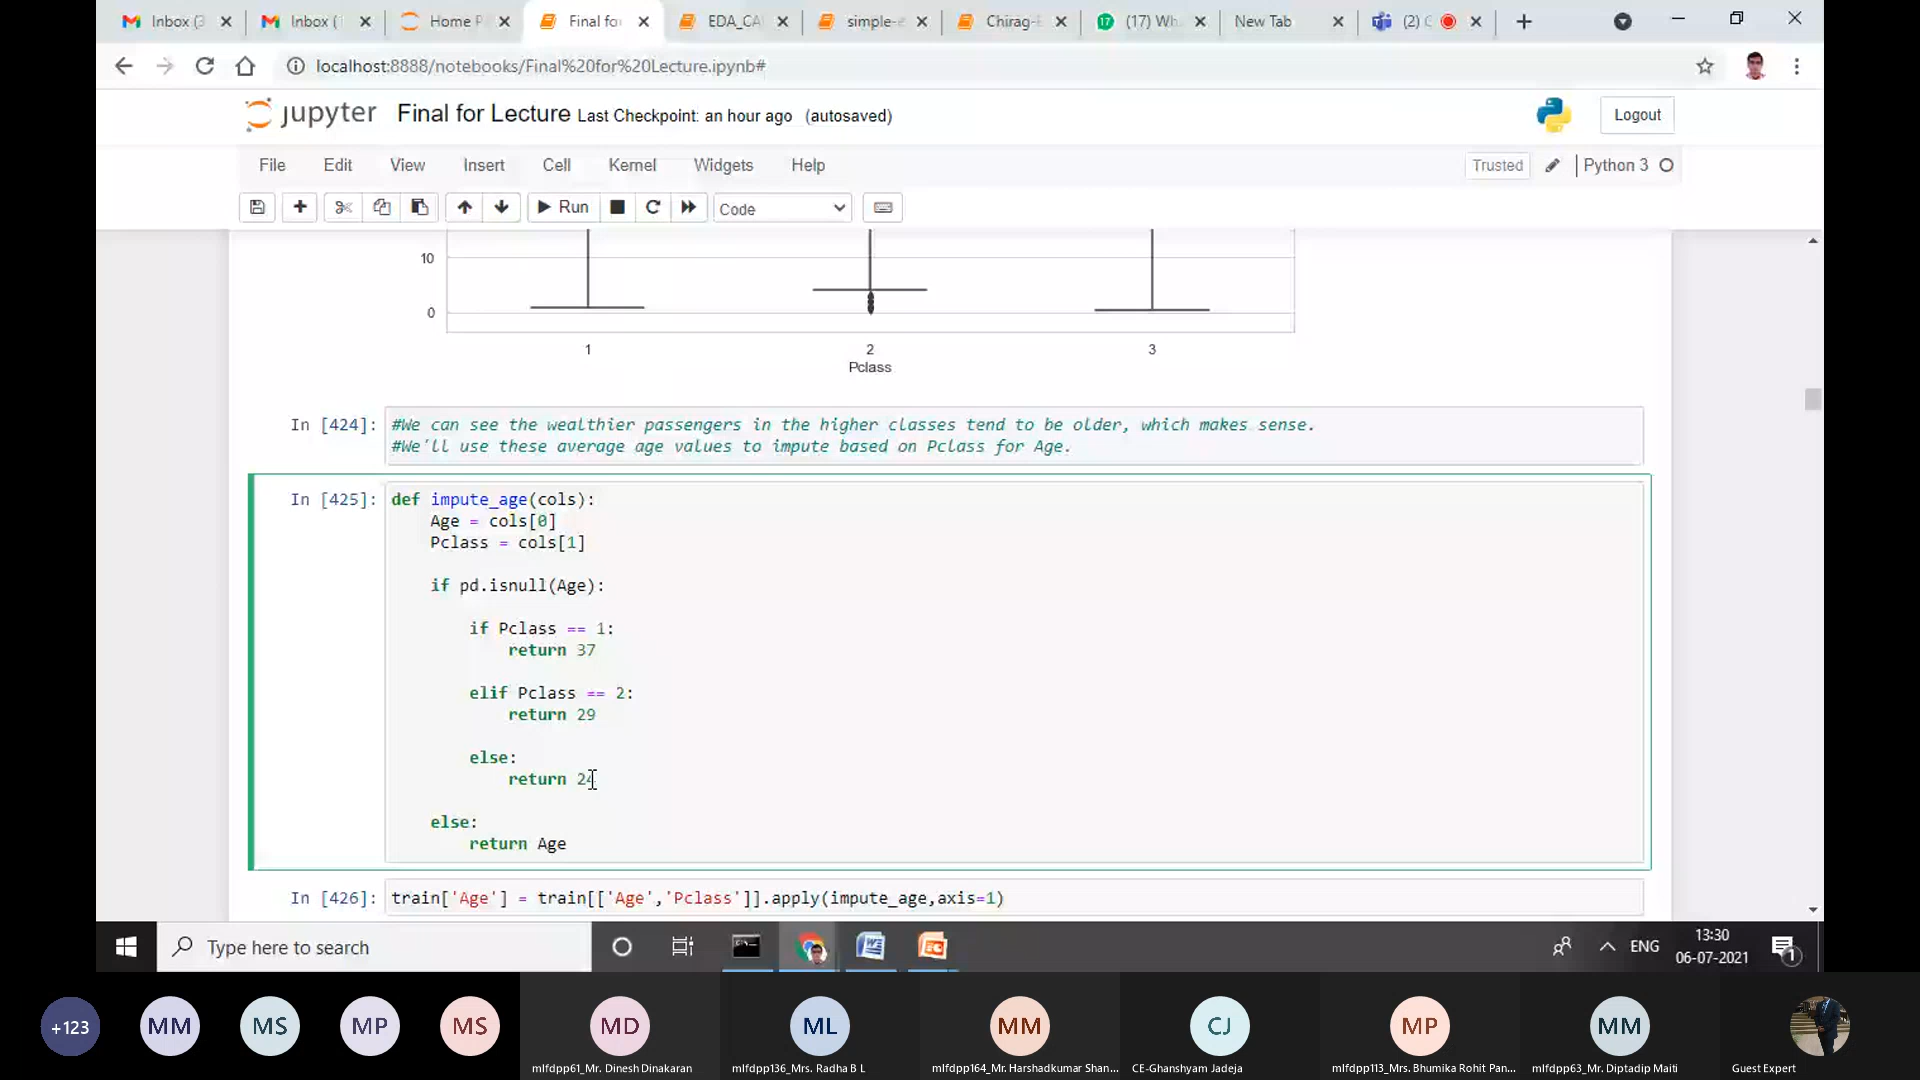 Inbox (3
Inbox (1
Home P
Final fo
EDA_CA
simple-e
Chirag-
17
(17) Wh
New Tab
(2) C
localhost:8888/notebooks/Final%20for%20Lecture.ipynb#
jupyter
Final for Lecture Last Checkpoint: an hour ago (autosaved)
Logout
File
Edit
View
Insert
Cell
Kernel
Widgets
Help
Trusted
Python 3
Run
Code
10
0
1
2
3
Pclass
In [424]:
#We can see the wealthier passengers in the higher classes tend to be older, which makes sense.
#We'll use these average age values to impute based on Pclass for Age.
In [425]:
def impute_age(cols):
Age = cols[0]
Pclass = cols[1]
if pd.isnull(Age):
if Pclass == 1:
return 37
elif Pclass == 2:
return 29
else:
return 24
else:
return Age
In [426]:
train['Age'] = train[['Age','Pclass']].apply(impute_age,axis=1)
Type here to search
ENG
13:30
06-07-2021
1
+123
MM
MS
MP
MS
MD
ML
MM
CJ
MP
MM
mlfdpp61_Mr. Dinesh Dinakaran
mlfdpp136_Mrs. Radha B L
mlfdpp164_Mr. Harshadkumar Shan...
CE-Ghanshyam Jadeja
mlfdpp113_Mrs. Bhumika Rohit Pan...
mlfdpp63_Mr. Diptadip Maiti
Guest Expert